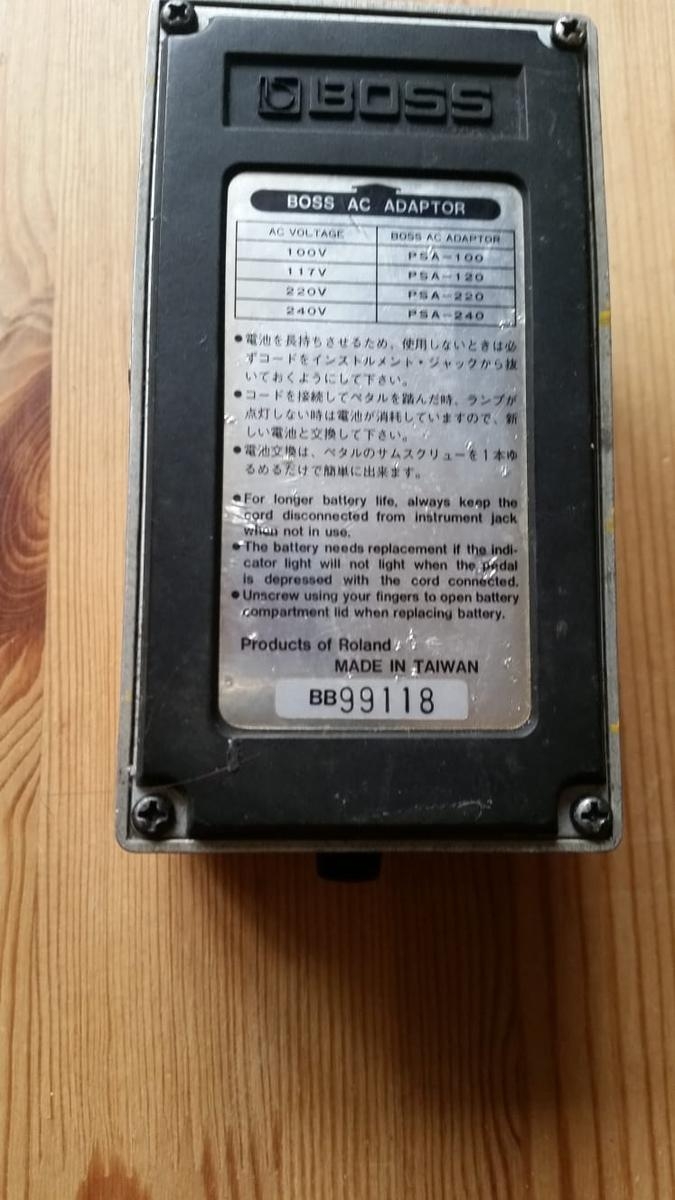 BOSS
BOSS AC ADAPTOR
AC VOLTAGE BOSS AC ADAPTOR
100V PSA-100
117V PSA-120
220V PSA-220
240V PSA-240
●電池を長持ちさせるため、使用しないときは必
ずコードをインストルメント・ジャックから抜
いておくようにして下さい。
●コードを接続してペタルを踏んだ時、ランプが
点灯しない時は電池が消耗していますので、新
しい電池と交換して下さい。
●電池交換は、ペタルのサムスクリューを1本ゆ
るめるだけで簡単に出来ます。
●For longer battery life, always keep the
cord disconnected from instrument jack
when not in use.
●The battery needs replacement if the indi-
cator light will not light when the pedal
is depressed with the cord connected.
●Unscrew using your fingers to open battery
compartment lid when replacing battery.
Products of Roland
MADE IN TAIWAN
BB99118